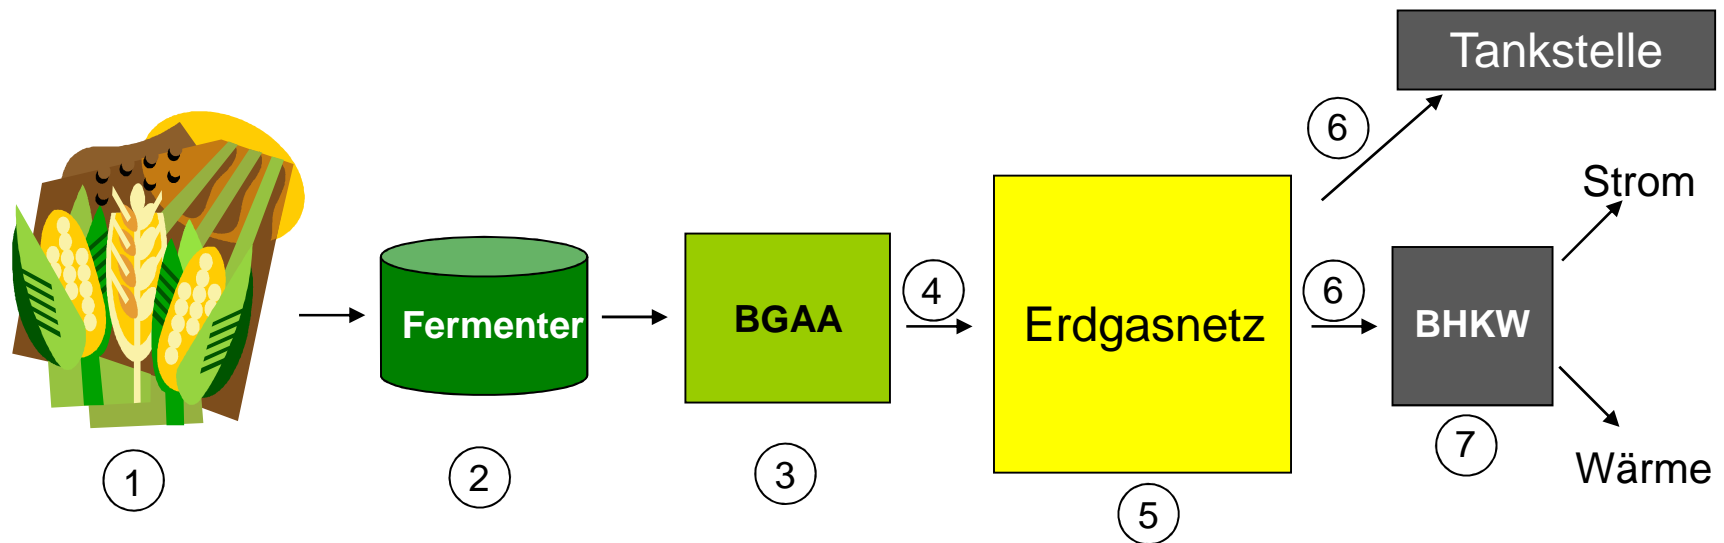 Tankstelle
6
Strom
4
6
Fermenter
BGAA
Erdgasnetz
BHKW
7
Wärme
1
2
3
5